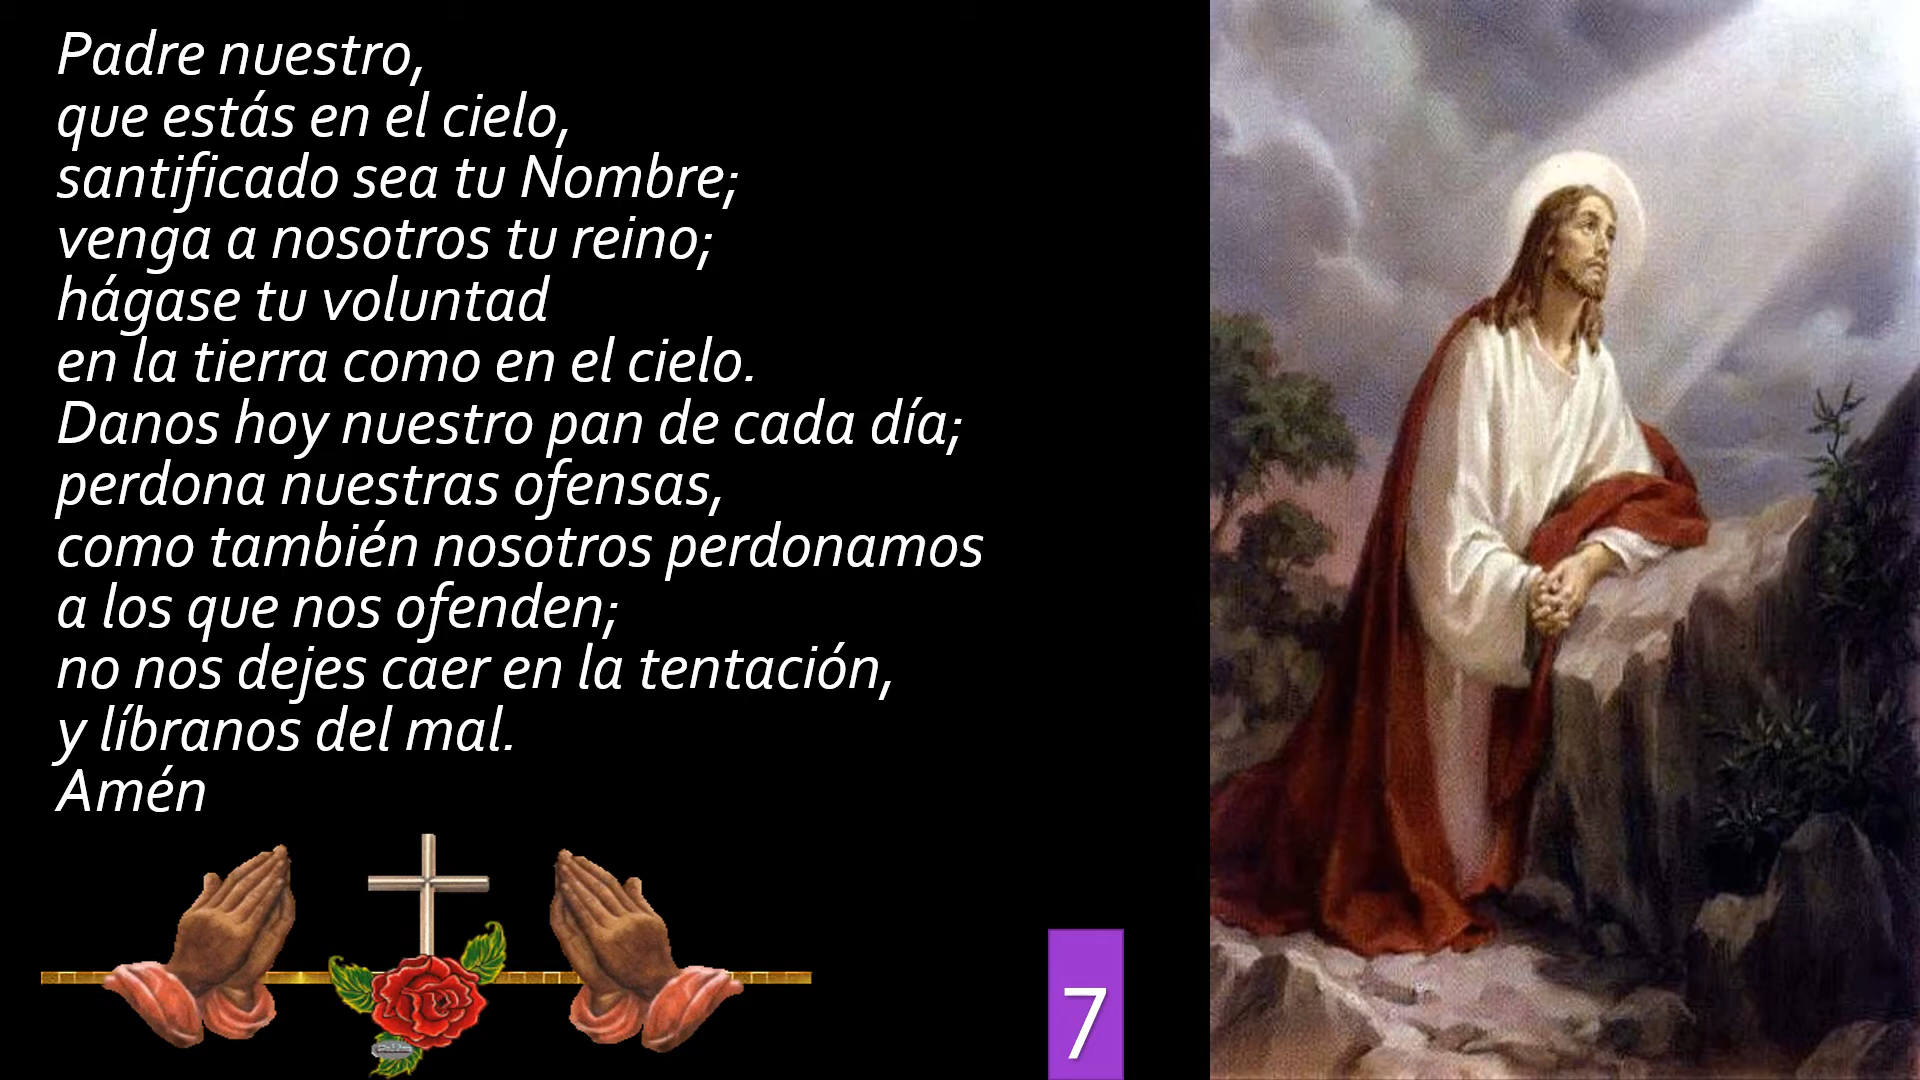 Padre nuestro,
que estás en el cielo,
santificado sea tu Nombre;
venga a nosotros tu reino;
hágase tu voluntad
en la tierra como en el cielo.
Danos hoy nuestro pan de cada día;
perdona nuestras ofensas,
como también nosotros perdonamos
a los que nos ofenden;
no nos dejes caer en la tentación,
y líbranos del mal.
Amén
7